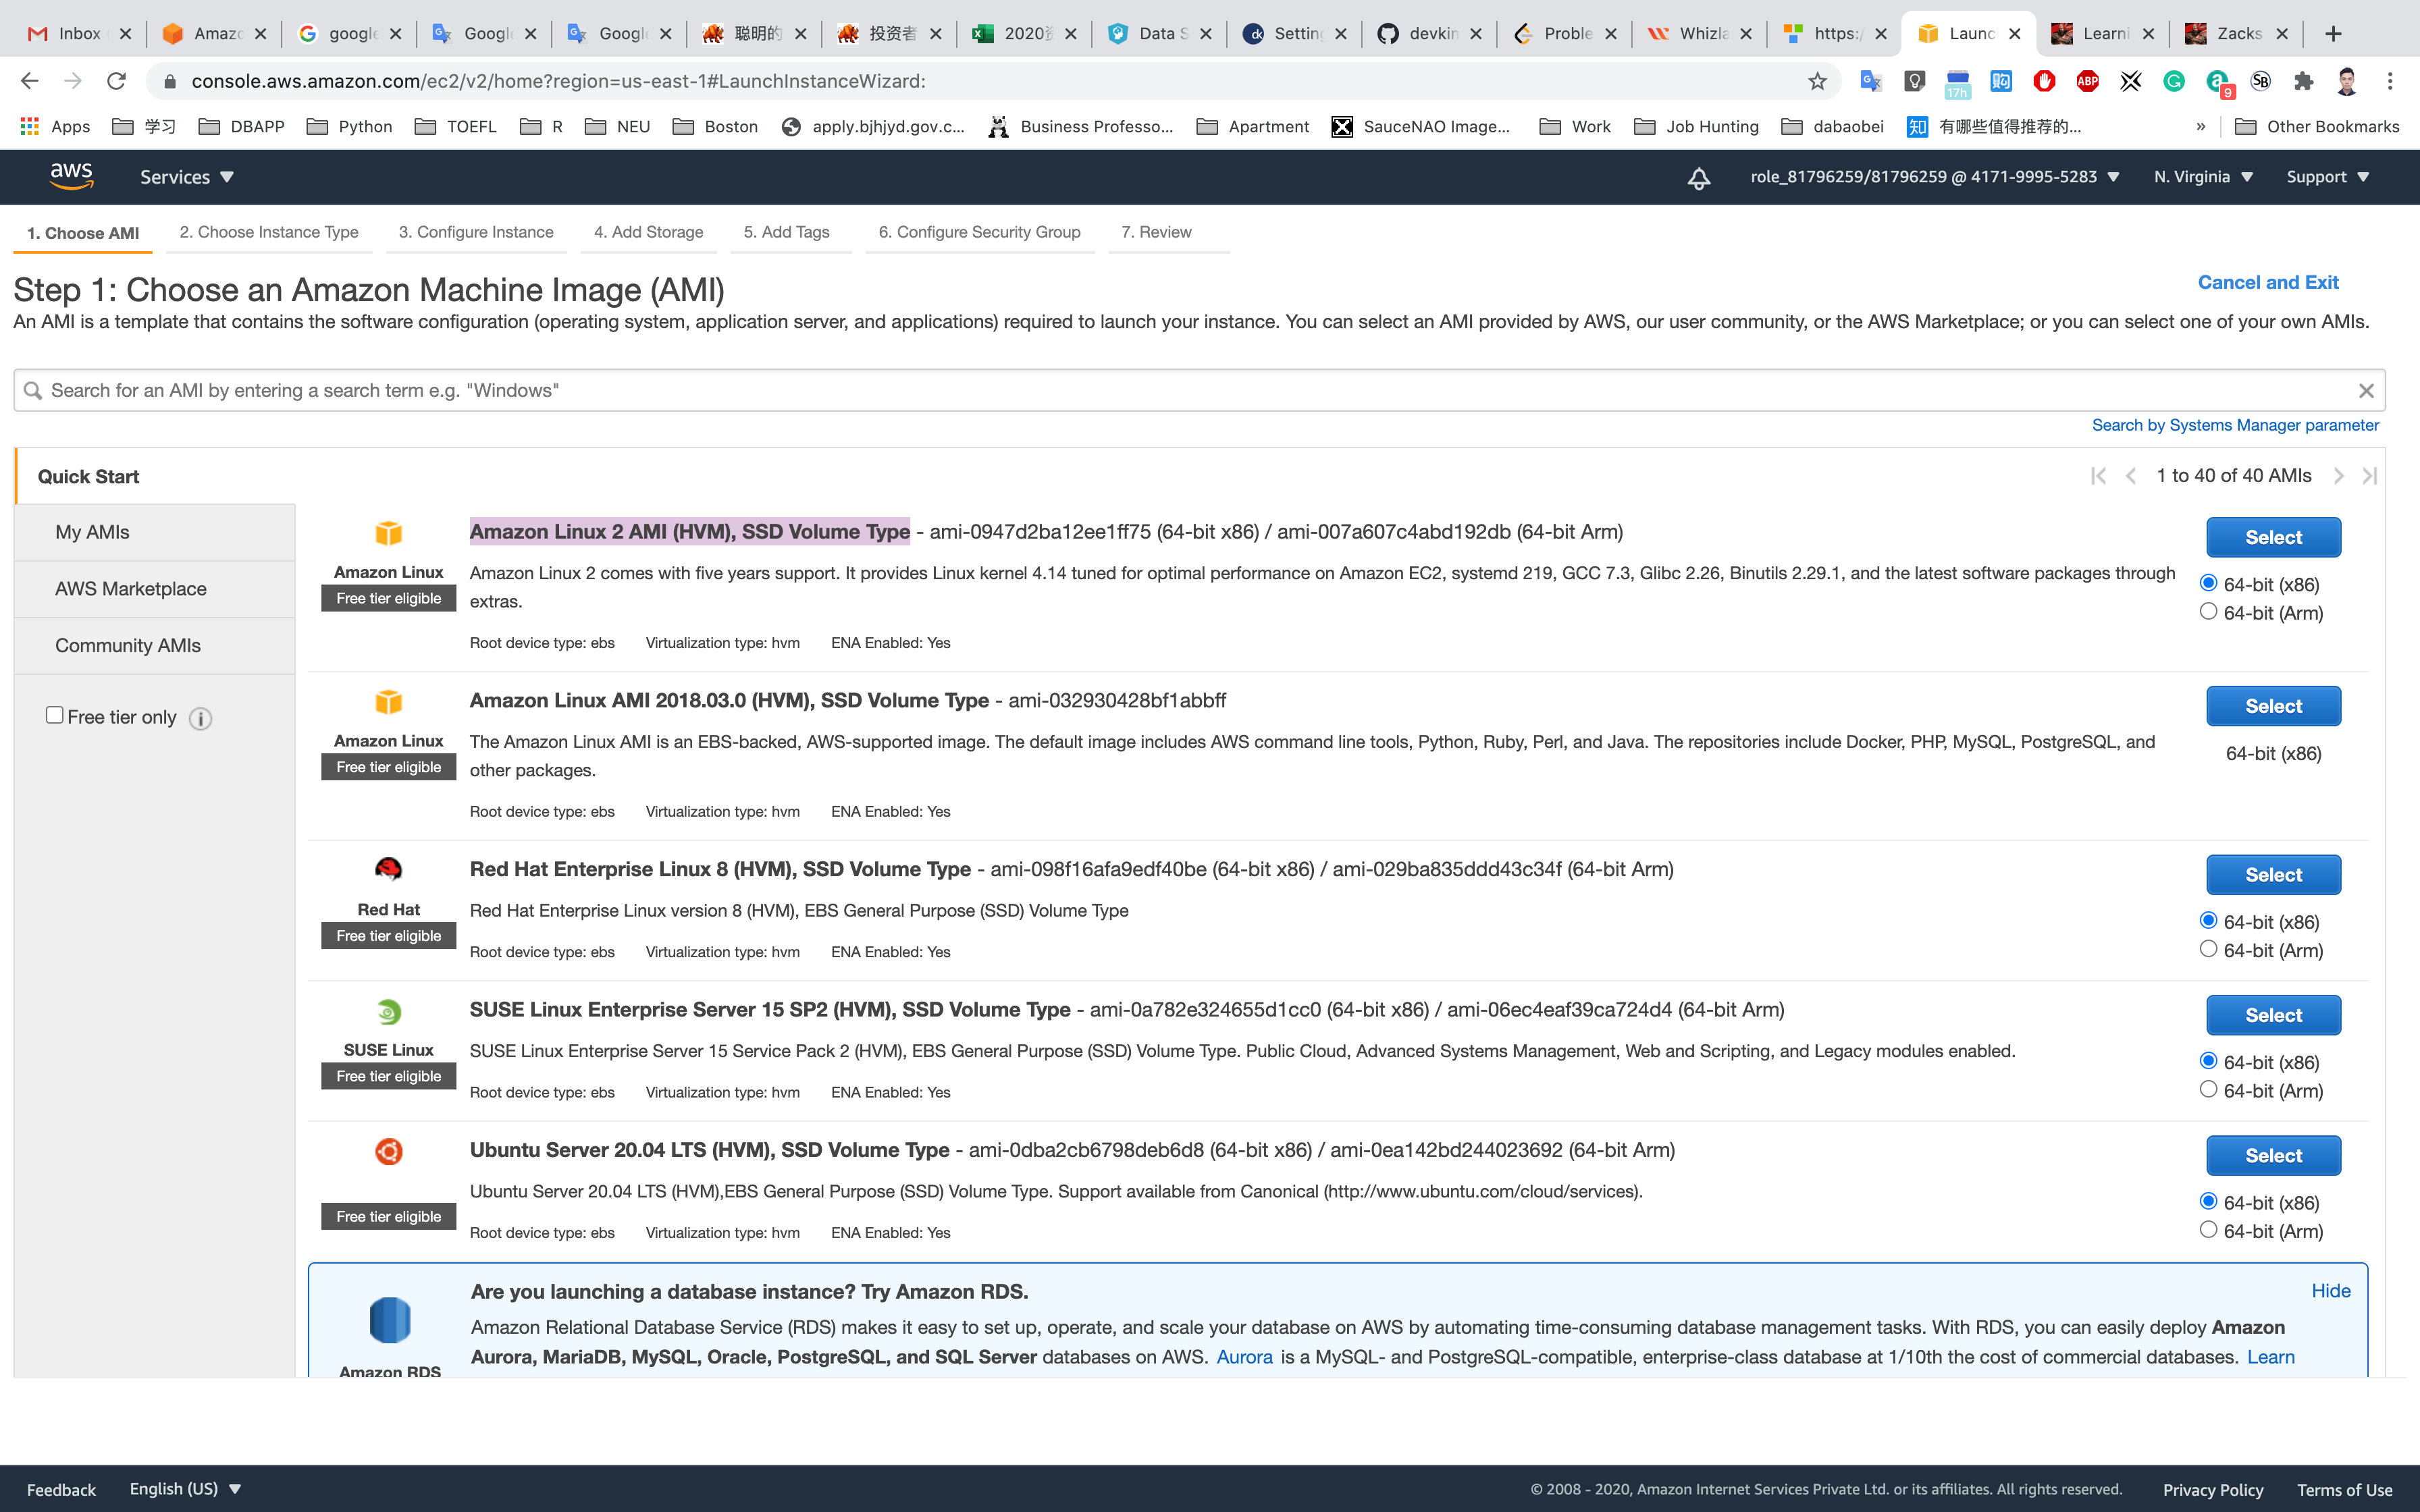 Inbox
Amazo
google
Google
Google
聪明的
投资者
2020
Data S
Setting
devkin
Proble
Whizla
https:/
Launc
Learni
Zacks
console.aws.amazon.com/ec2/v2/home?region=us-east-1#LaunchInstanceWizard:
17h
ABP
9
Apps
学习
DBAPP
Python
TOEFL
R
NEU
Boston
apply.bjhjyd.gov.c...
Business Professo...
Apartment
SauceNAO Image...
Work
Job Hunting
dabaobei
知
有哪些值得推荐的...
»
Other Bookmarks
aws
Services
role_81796259/81796259 @ 4171-9995-5283
N. Virginia
Support
1. Choose AMI
2. Choose Instance Type
3. Configure Instance
4. Add Storage
5. Add Tags
6. Configure Security Group
7. Review
Step 1: Choose an Amazon Machine Image (AMI)
Cancel and Exit
An AMI is a template that contains the software configuration (operating system, application server, and applications) required to launch your instance. You can select an AMI provided by AWS, our user community, or the AWS Marketplace; or you can select one of your own AMIs.
Search for an AMI by entering a search term e.g. "Windows"
Search by Systems Manager parameter
Quick Start
My AMIs
AWS Marketplace
Community AMIs
Free tier only
1 to 40 of 40 AMIs
Amazon Linux
Free tier eligible
Amazon Linux 2 AMI (HVM), SSD Volume Type - ami-0947d2ba12ee1ff75 (64-bit x86) / ami-007a607c4abd192db (64-bit Arm)
Amazon Linux 2 comes with five years support. It provides Linux kernel 4.14 tuned for optimal performance on Amazon EC2, systemd 219, GCC 7.3, Glibc 2.26, Binutils 2.29.1, and the latest software packages through
extras.
Root device type: ebs Virtualization type: hvm ENA Enabled: Yes
Select
64-bit (x86)
64-bit (Arm)
Amazon Linux
Free tier eligible
Amazon Linux AMI 2018.03.0 (HVM), SSD Volume Type - ami-032930428bf1abbff
The Amazon Linux AMI is an EBS-backed, AWS-supported image. The default image includes AWS command line tools, Python, Ruby, Perl, and Java. The repositories include Docker, PHP, MySQL, PostgreSQL, and
other packages.
Root device type: ebs Virtualization type: hvm ENA Enabled: Yes
Select
64-bit (x86)
Red Hat
Free tier eligible
Red Hat Enterprise Linux 8 (HVM), SSD Volume Type - ami-098f16afa9edf40be (64-bit x86) / ami-029ba835ddd43c34f (64-bit Arm)
Red Hat Enterprise Linux version 8 (HVM), EBS General Purpose (SSD) Volume Type
Root device type: ebs Virtualization type: hvm ENA Enabled: Yes
Select
64-bit (x86)
64-bit (Arm)
SUSE Linux
Free tier eligible
SUSE Linux Enterprise Server 15 SP2 (HVM), SSD Volume Type - ami-0a782e324655d1cc0 (64-bit x86) / ami-06ec4eaf39ca724d4 (64-bit Arm)
SUSE Linux Enterprise Server 15 Service Pack 2 (HVM), EBS General Purpose (SSD) Volume Type. Public Cloud, Advanced Systems Management, Web and Scripting, and Legacy modules enabled.
Root device type: ebs Virtualization type: hvm ENA Enabled: Yes
Select
64-bit (x86)
64-bit (Arm)
Free tier eligible
Ubuntu Server 20.04 LTS (HVM), SSD Volume Type - ami-0dba2cb6798deb6d8 (64-bit x86) / ami-0ea142bd244023692 (64-bit Arm)
Ubuntu Server 20.04 LTS (HVM),EBS General Purpose (SSD) Volume Type. Support available from Canonical (http://www.ubuntu.com/cloud/services).
Root device type: ebs Virtualization type: hvm ENA Enabled: Yes
Select
64-bit (x86)
64-bit (Arm)
Amazon RDS
Are you launching a database instance? Try Amazon RDS.
Hide
Amazon Relational Database Service (RDS) makes it easy to set up, operate, and scale your database on AWS by automating time-consuming database management tasks. With RDS, you can easily deploy Amazon
Aurora, MariaDB, MySQL, Oracle, PostgreSQL, and SQL Server databases on AWS. Aurora is a MySQL- and PostgreSQL-compatible, enterprise-class database at 1/10th the cost of commercial databases. Learn
Feedback
English (US)
© 2008 - 2020, Amazon Internet Services Private Ltd. or its affiliates. All rights reserved.
Privacy Policy
Terms of Use